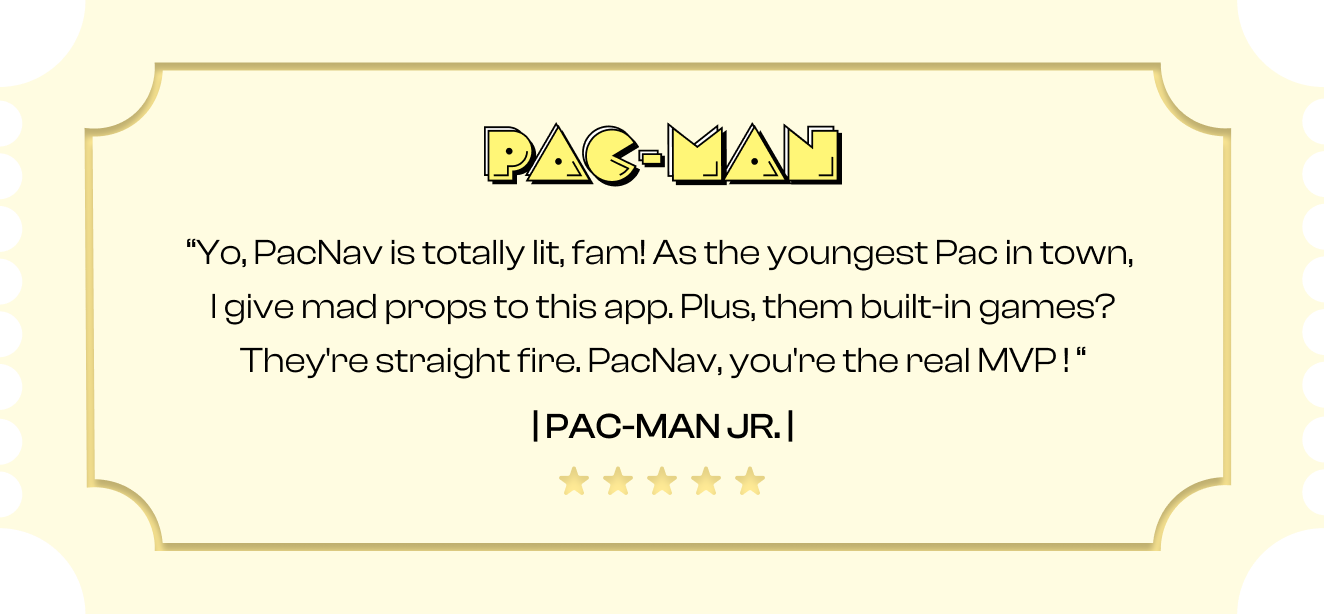 PAC-MAN
“Yo, PacNav is totally lit, fam! As the youngest Pac in town,
I give mad props to this app. Plus, them built-in games?
They're straight fire. PacNav, you're the real MVP ! “
| PAC-MAN JR. |